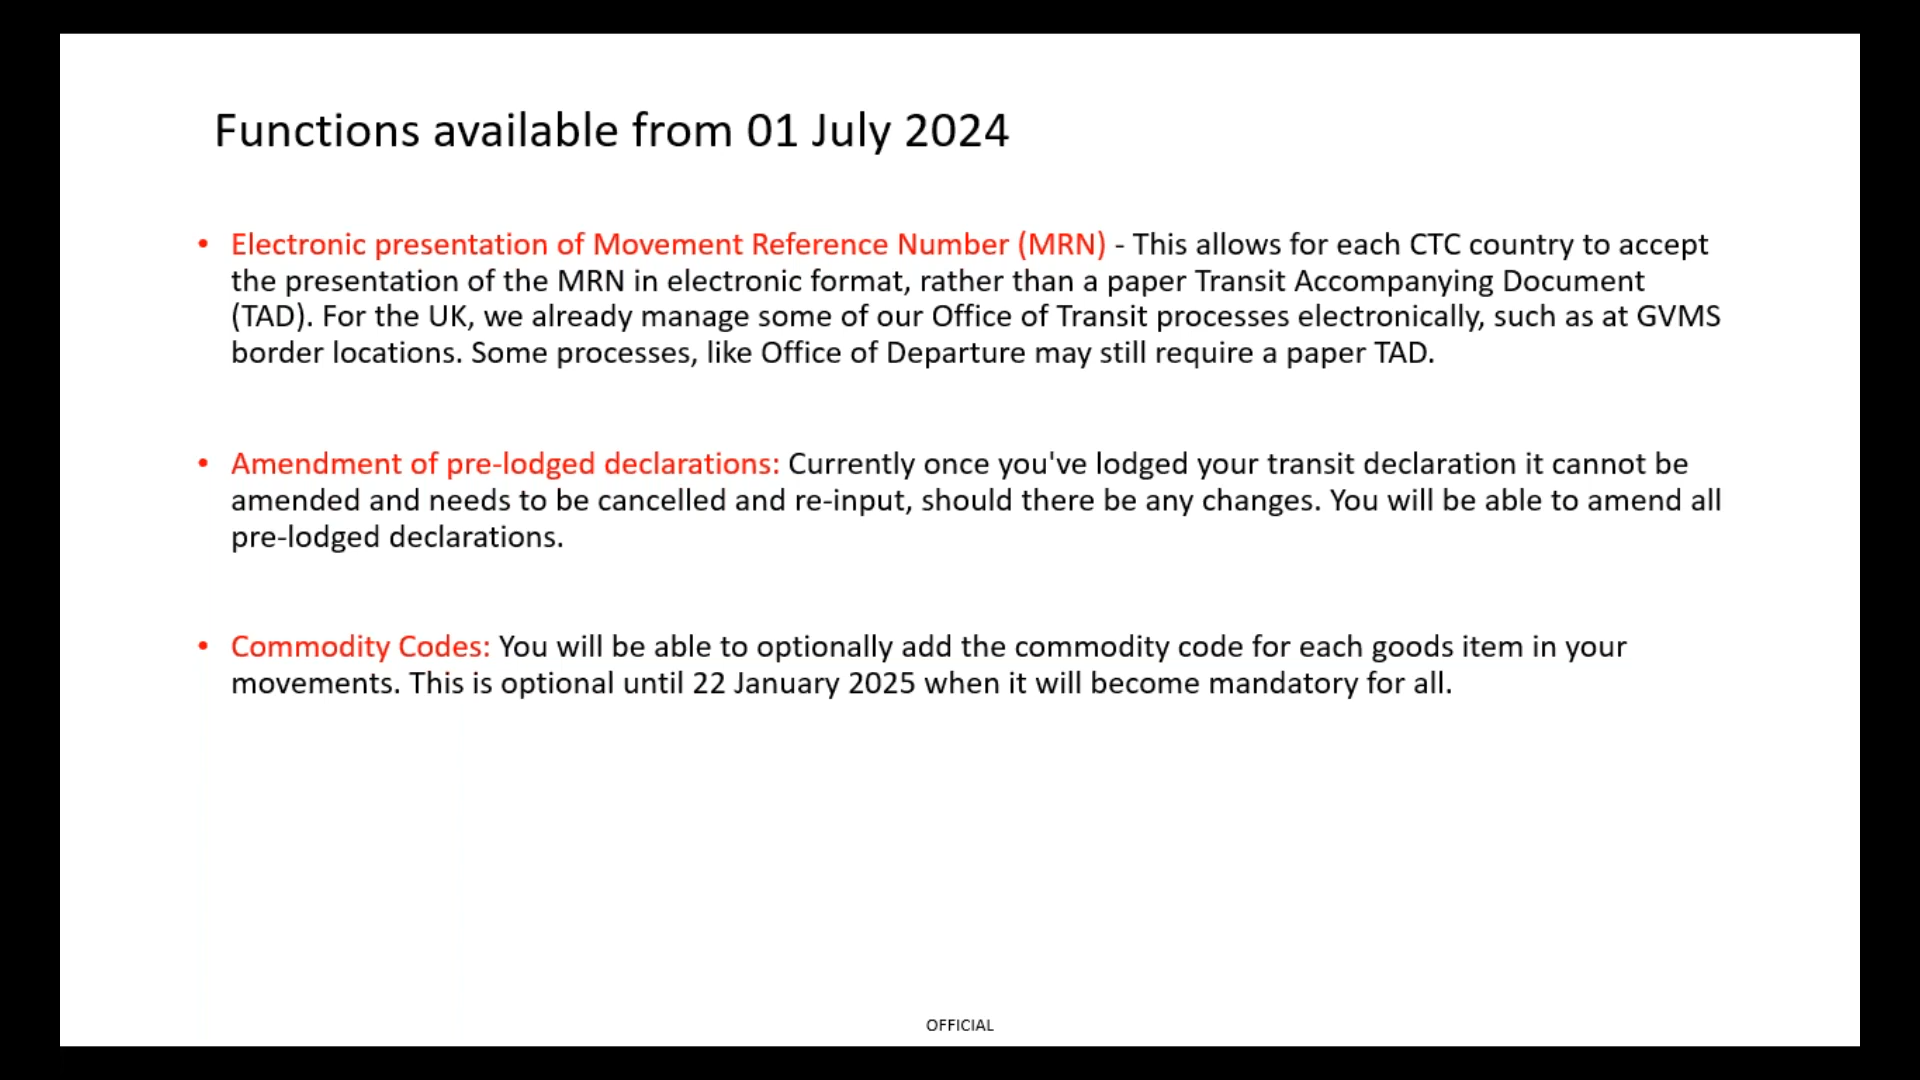 Functions available from 01 July 2024
• Electronic presentation of Movement Reference Number (MRN) - This allows for each CTC country to accept
the presentation of the MRN in electronic format, rather than a paper Transit Accompanying Document
(TAD). For the UK, we already manage some of our Office of Transit processes electronically, such as at GVMS
border locations. Some processes, like Office of Departure may still require a paper TAD.
• Amendment of pre-lodged declarations: Currently once you've lodged your transit declaration it cannot be
amended and needs to be cancelled and re-input, should there be any changes. You will be able to amend all
pre-lodged declarations.
• Commodity Codes: You will be able to optionally add the commodity code for each goods item in your
movements. This is optional until 22 January 2025 when it will become mandatory for all.
OFFICIAL